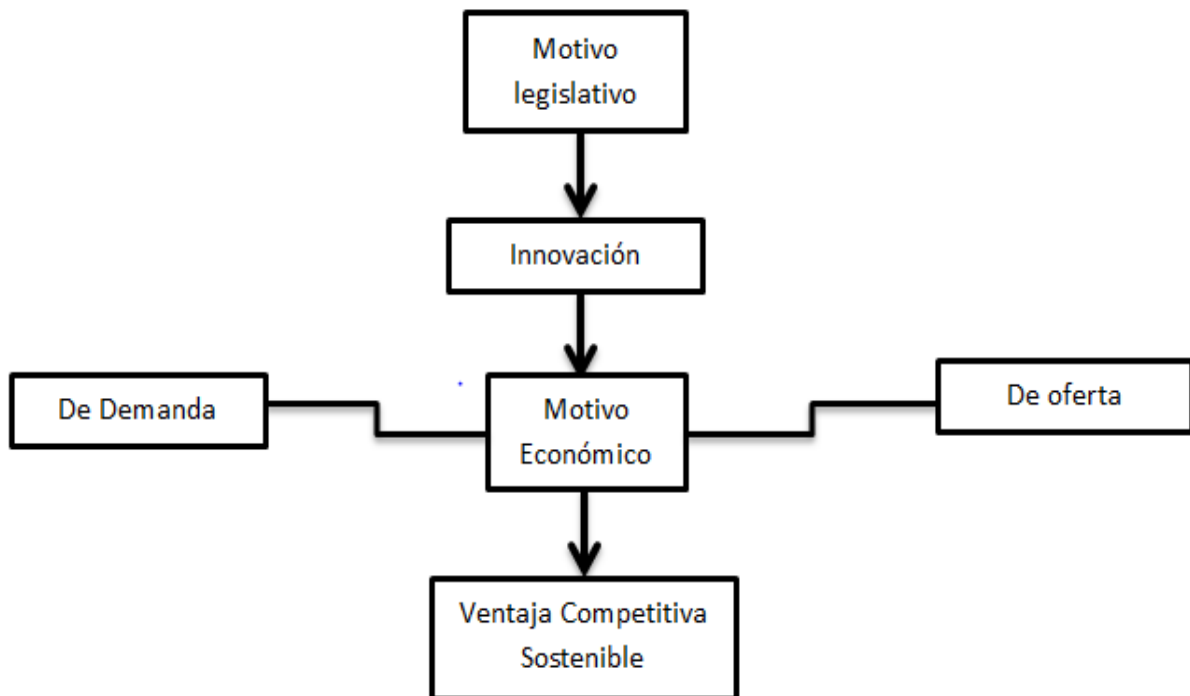 Motivo
legislativo
Innovación
De Demanda
Motivo
Económico
De oferta
Ventaja Competitiva
Sostenible